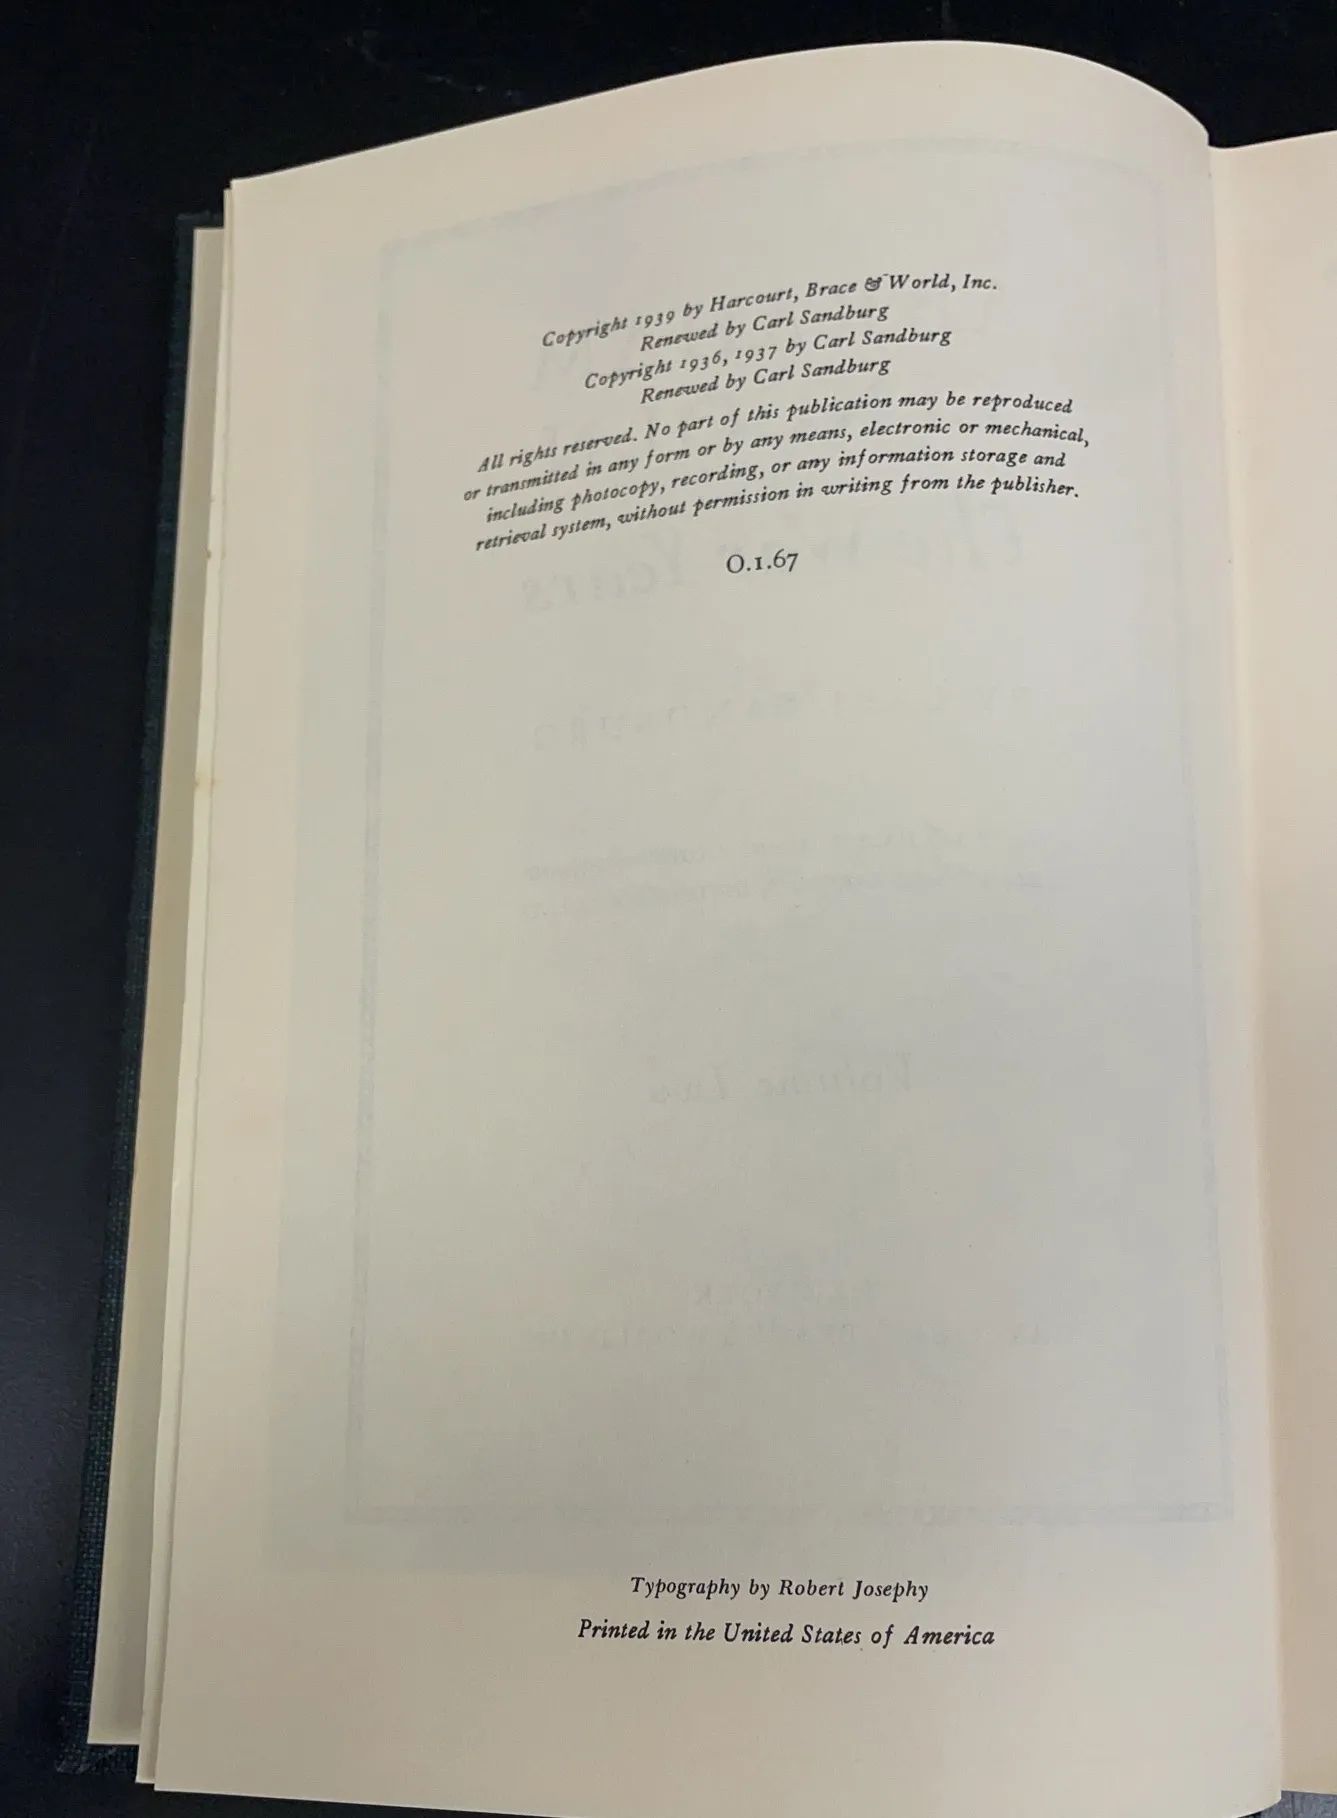 Copyright 1939 by Harcourt, Brace & World, Inc.
Renewed by Carl Sandburg
Copyright 1936, 1937 by Carl Sandburg
Renewed by Carl Sandburg
All rights reserved. No part of this publication may be reproduced
or transmitted in any form or by any means, electronic or mechanical,
including photocopy, recording, or any information storage and
retrieval system, without permission in writing from the publisher.
O.1.67
Typography by Robert Josephy
Printed in the United States of America